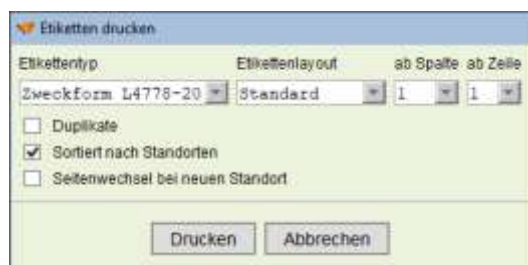 Etiketten drucken
Etikettentyp Etikettenlayout ab Spalte ab Zeile
Zweckform L4778-20 Standard 1 1
Duplikate
Sortiert nach Standorten
Seitenwechsel bei neuen Standort
Drucken Abbrechen